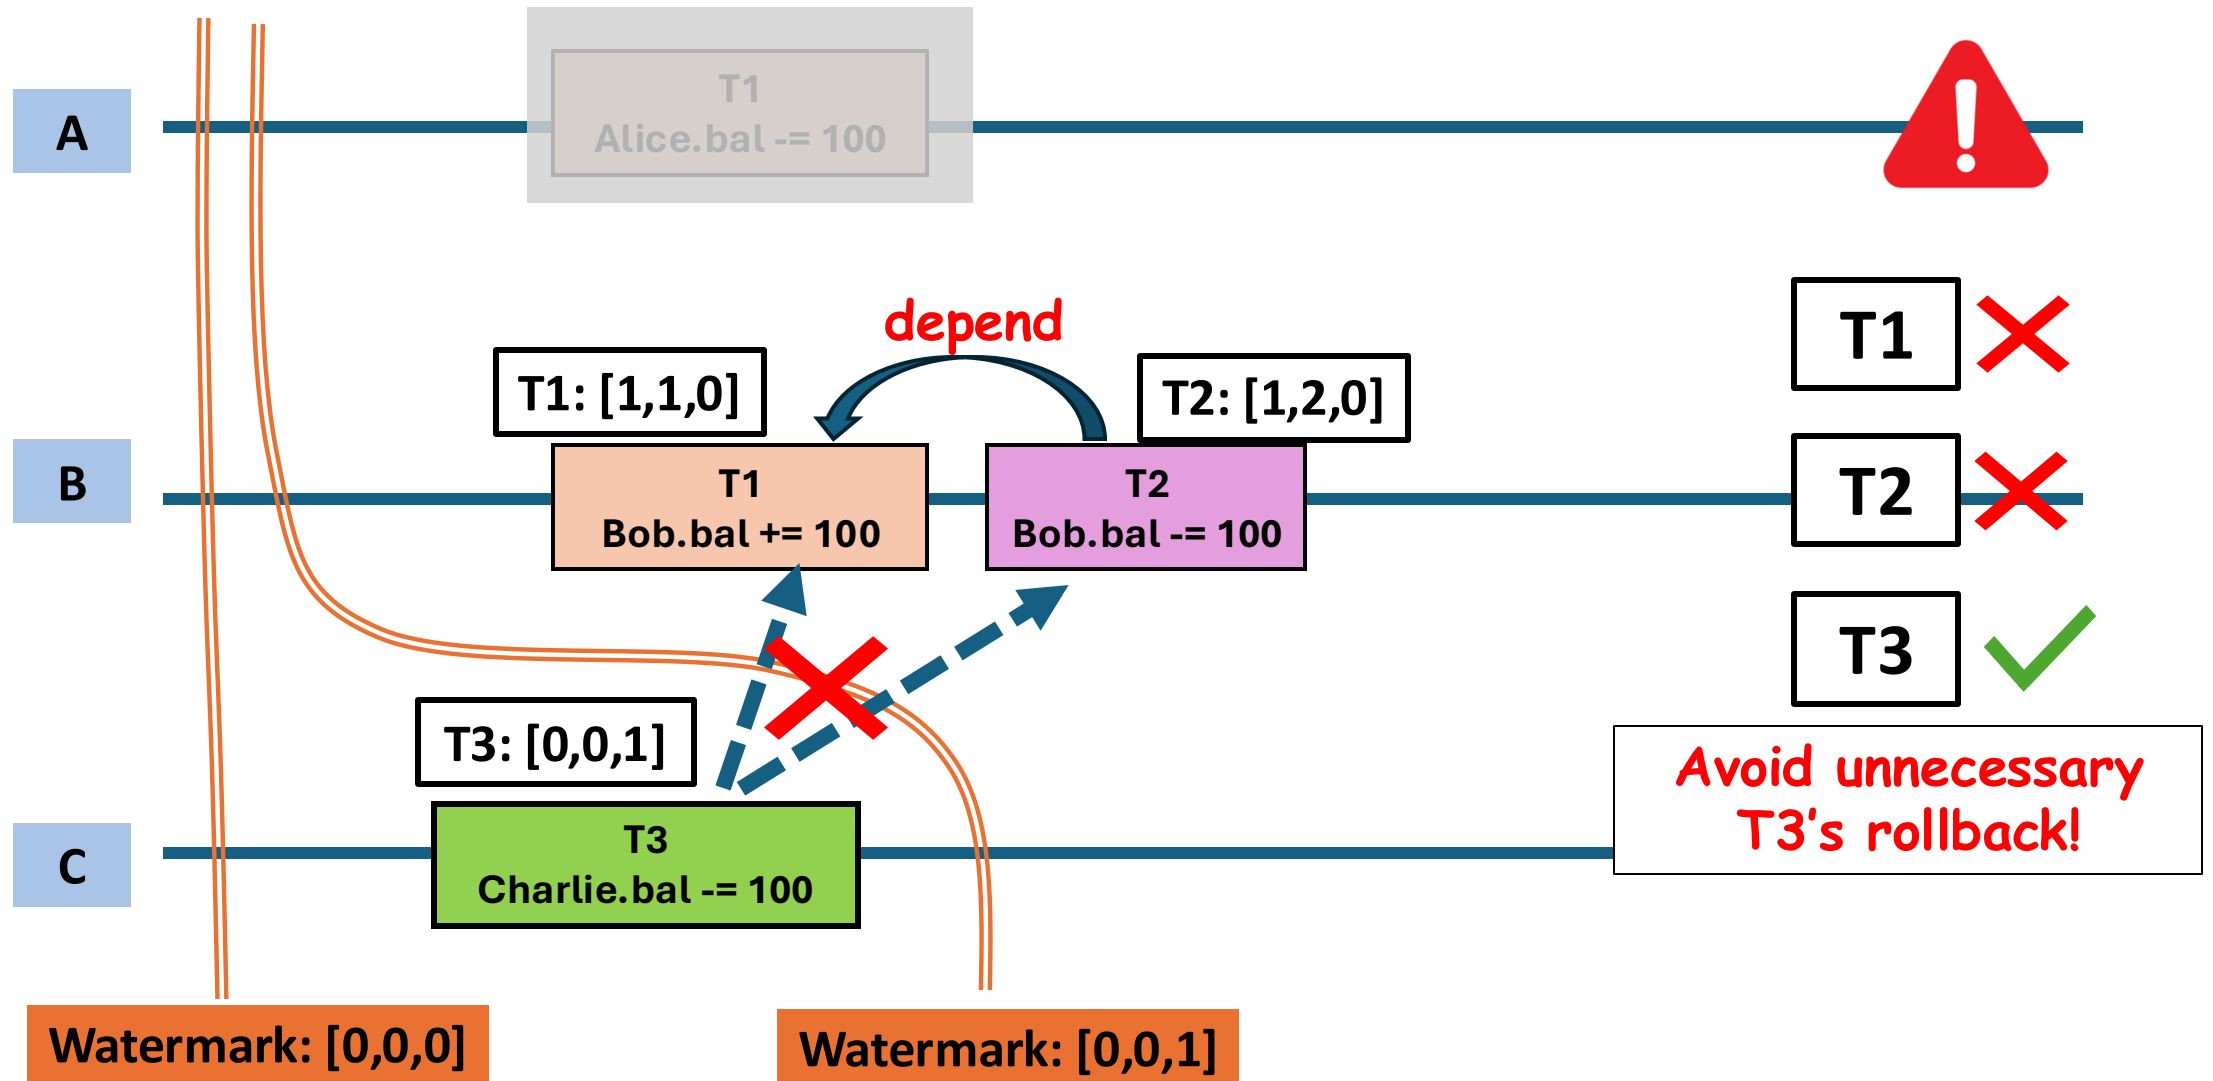 A
T1
Alice.bal -= 100
depend
T1: [1,1,0]
T2: [1,2,0]
B
T1
Bob.bal += 100
T2
Bob.bal -= 100
T1
T2
T3
T3: [0,0,1]
C
T3
Charlie.bal -= 100
Avoid unnecessary
T3's rollback!
Watermark: [0,0,0]
Watermark: [0,0,1]